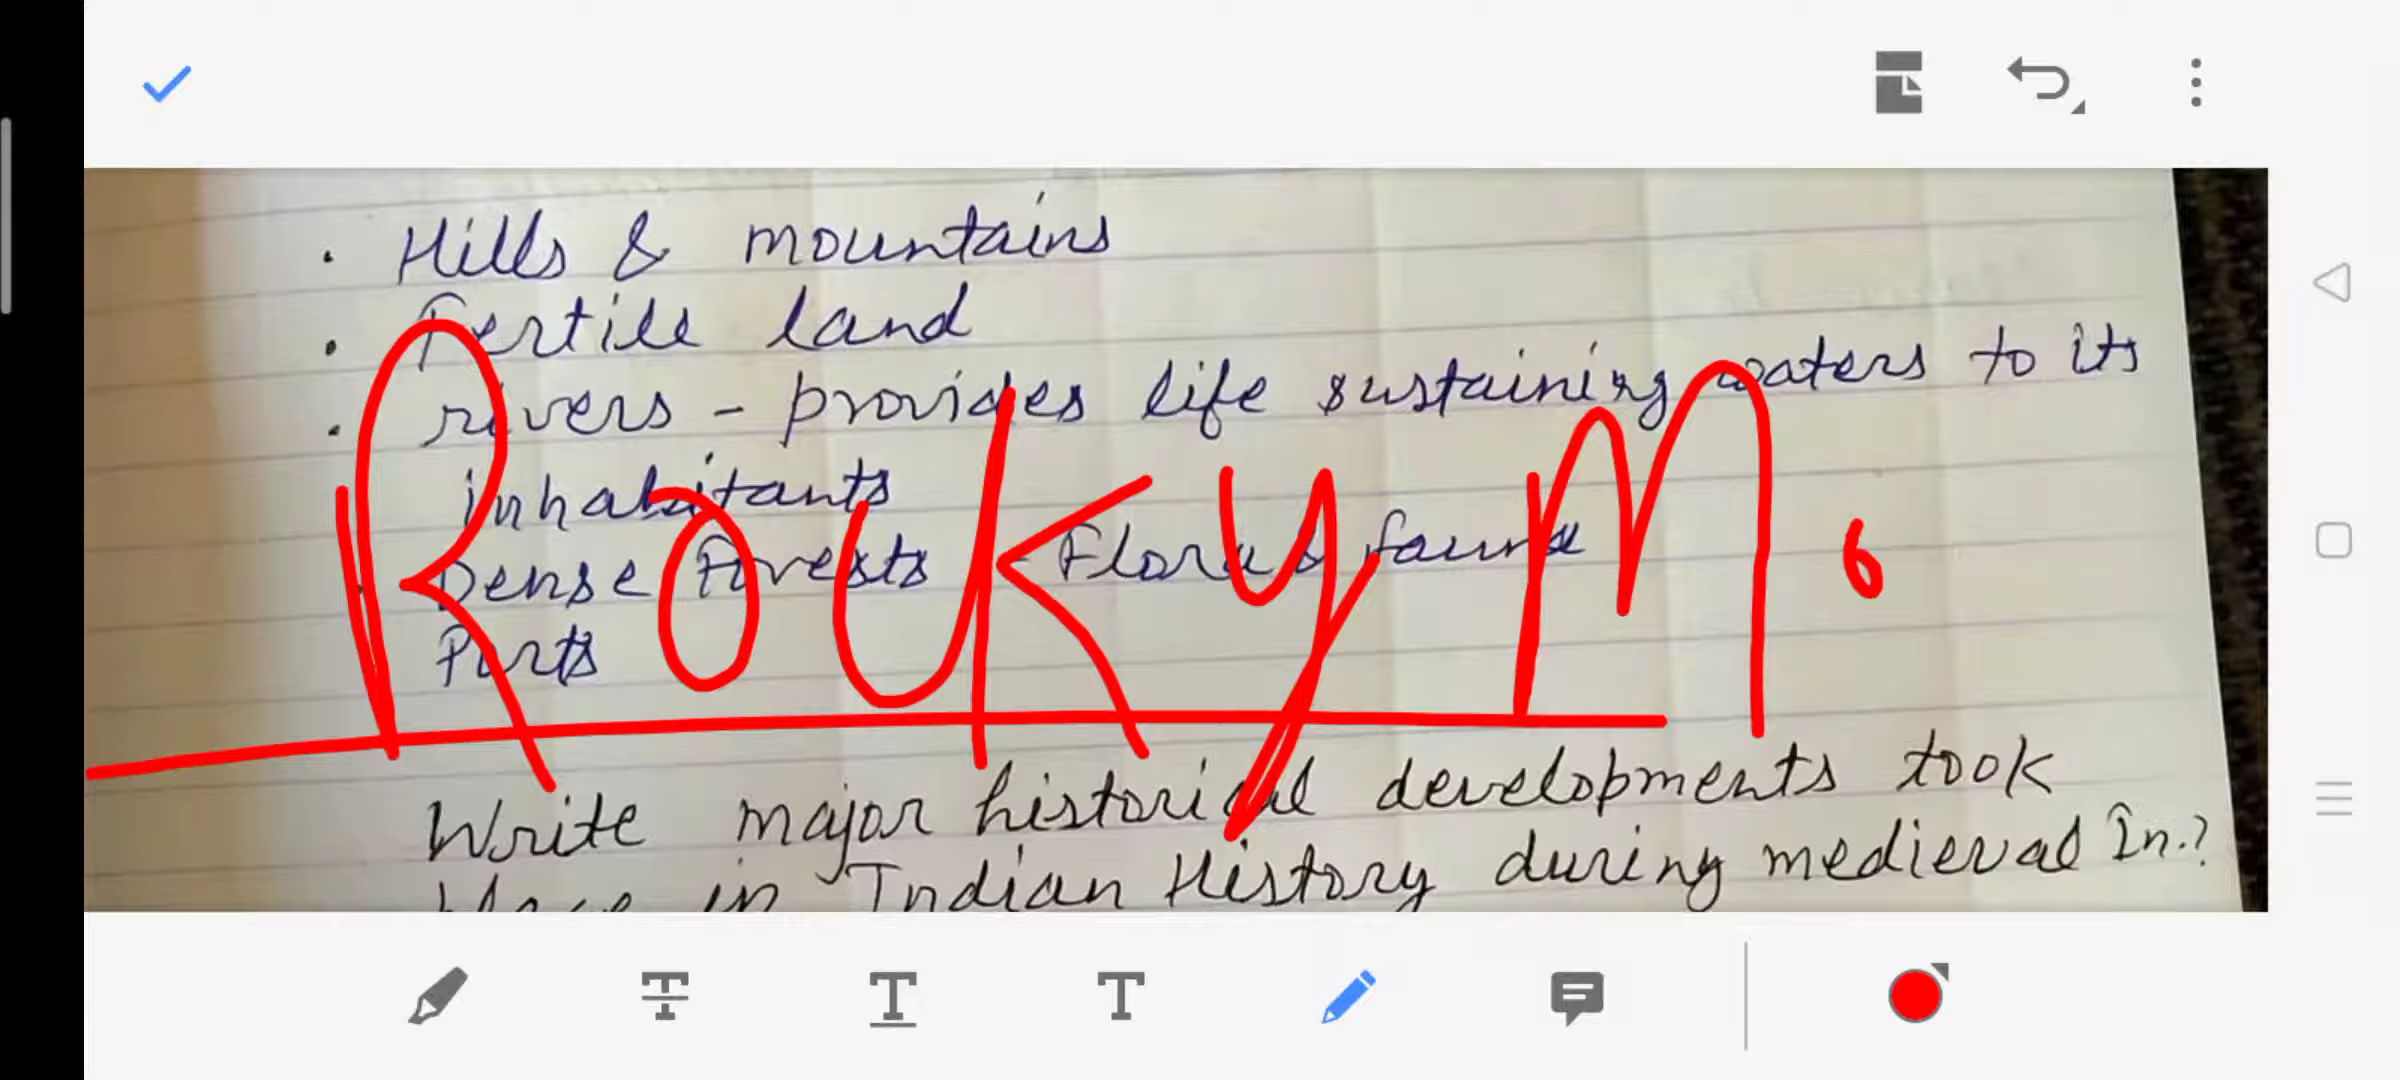 . Hills & mountains
. Fertile land
. rivers - provides life sustaining waters to its
inhabitants
Dense Forests - Flora & fauna
Ports
Rocky M.
Write major historical developments took
place in Indian History during medieval In.?
T T T